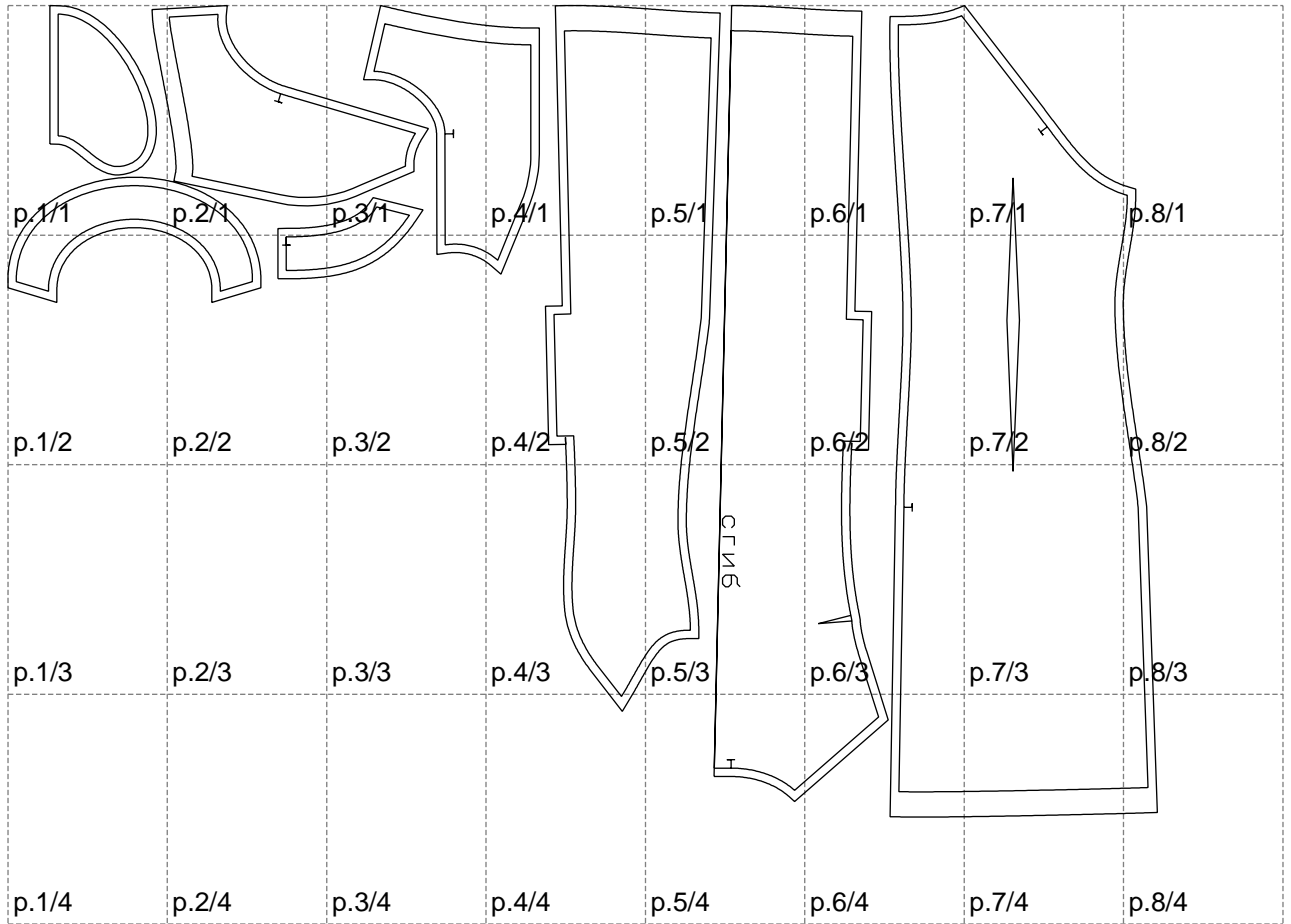 p.1/1 p.2/1 p.3/1 p.4/1 p.5/1 p.6/1 p.7/1 p.8/1
p.1/2 p.2/2 p.3/2 p.4/2 p.5/2 p.6/2 p.7/2 p.8/2
сгиб
p.1/3 p.2/3 p.3/3 p.4/3 p.5/3 p.6/3 p.7/3 p.8/3
p.1/4 p.2/4 p.3/4 p.4/4 p.5/4 p.6/4 p.7/4 p.8/4